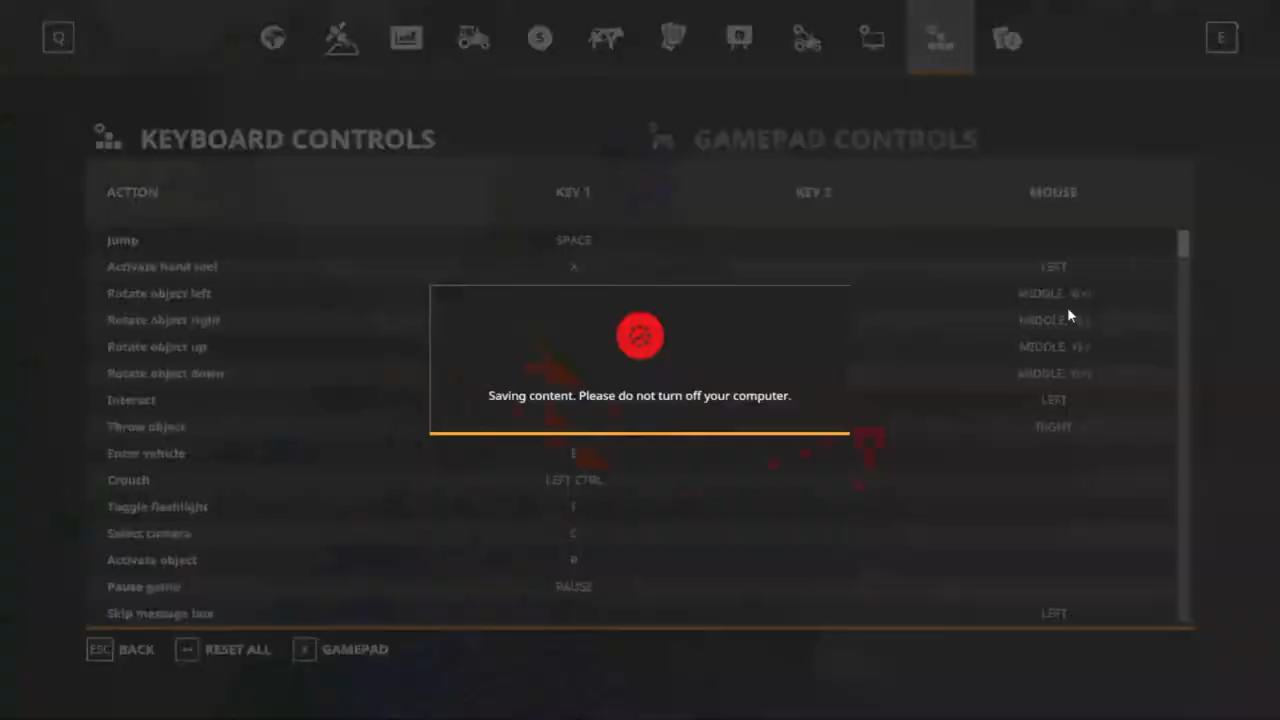 Q
E
KEYBOARD CONTROLS
GAMEPAD CONTROLS
ACTION KEY 1 KEY 2 MOUSE
Jump SPACE
Activate hand tool X LEFT
Rotate object left MIDDLE,
Rotate object right MIDDLE,
Rotate object up MIDDLE,
Rotate object down MIDDLE,
Interact LEFT
Throw object RIGHT
Enter vehicle E
Crouch LEFT CTRL
Toggle flashlight F
Select camera C
Activate object R
Pause game PAUSE
Skip message box LEFT
Saving content. Please do not turn off your computer.
ESC BACK RESET ALL X GAMEPAD